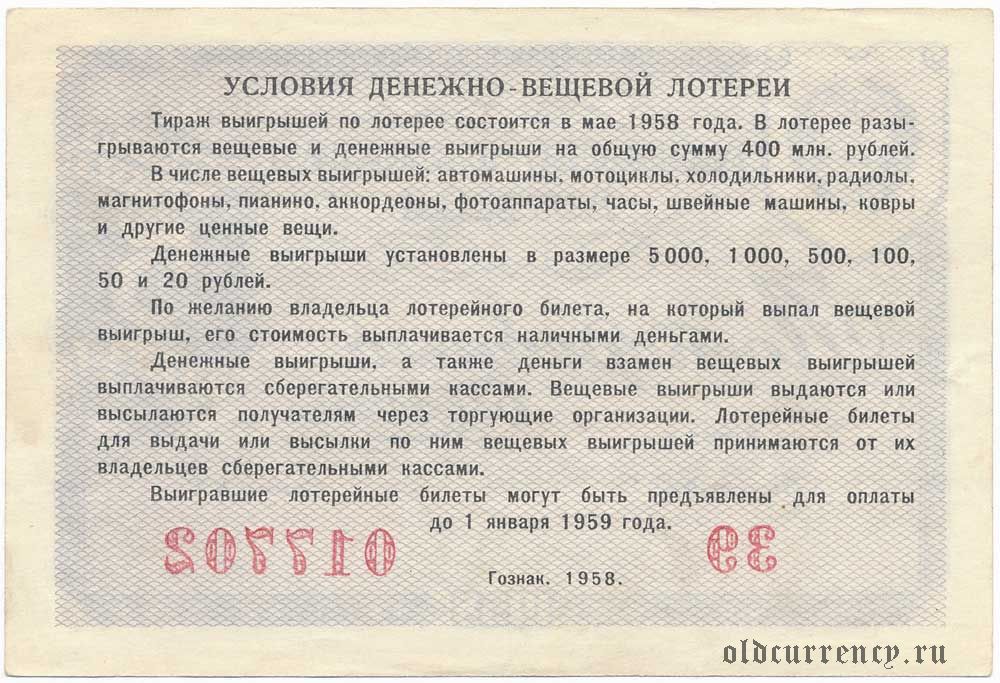 УСЛОВИЯ ДЕНЕЖНО-ВЕЩЕВОЙ ЛОТЕРЕИ
Тираж выигрышей по лотерее состоится в мае 1958 года. В лотерее разы-
грываются вещевые и денежные выигрыши на общую сумму 400 млн. рублей.
В числе вещевых выигрышей: автомашины, мотоциклы, холодильники, радиолы,
магнитофоны, пианино, аккордеоны, фотоаппараты, часы, швейные машины, ковры
и другие ценные вещи.
Денежные выигрыши установлены в размере 5 000, 1 000, 500, 100,
50 и 20 рублей.
По желанию владельца лотерейного билета, на который выпал вещевой
выигрыш, его стоимость выплачивается наличными деньгами.
Денежные выигрыши, а также деньги взамен вещевых выигрышей
выплачиваются сберегательными кассами. Вещевые выигрыши выдаются или
высылаются получателям через торгующие организации. Лотерейные билеты
для выдачи или высылки по ним вещевых выигрышей принимаются от их
владельцев сберегательными кассами.
Выигравшие лотерейные билеты могут быть предъявлены для оплаты
до 1 января 1959 года.
017702
39
Гознак. 1958.
oldcurrency.ru